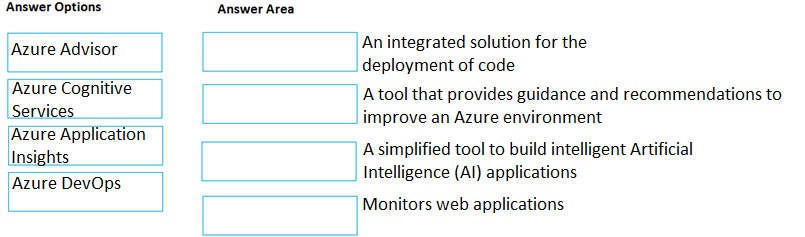 Answer Options
Answer Area
Azure Advisor
An integrated solution for the
deployment of code
Azure Cognitive
Services
A tool that provides guidance and recommendations to
improve an Azure environment
Azure Application
Insights
A simplified tool to build intelligent Artificial
Intelligence (AI) applications
Azure DevOps
Monitors web applications